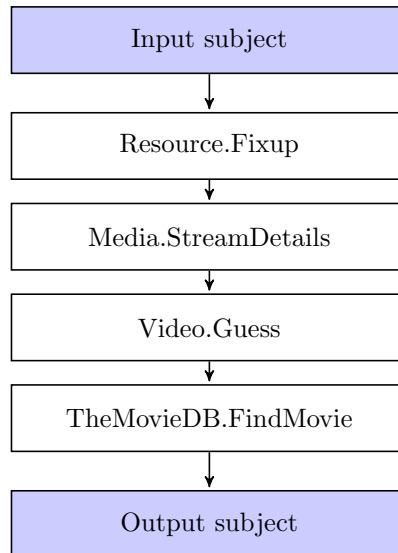 Input subject
Resource.Fixup
Media.StreamDetails
Video.Guess
TheMovieDB.FindMovie
Output subject